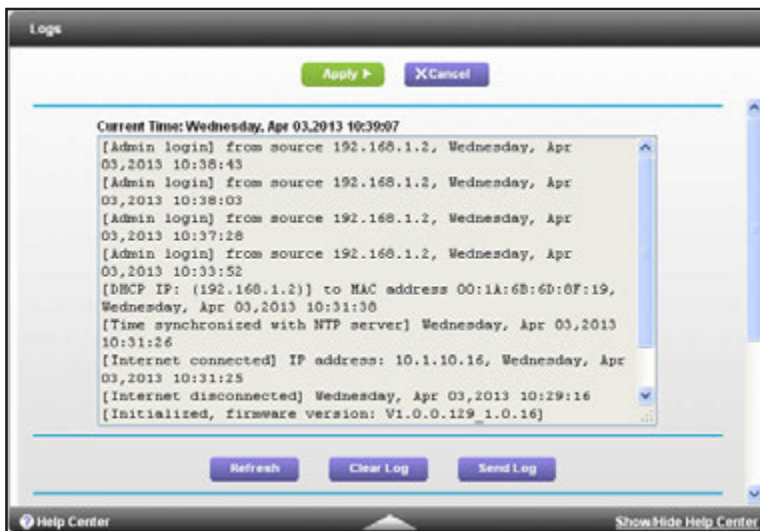 Logs
Apply
Cancel
Current Time: Wednesday, Apr 03,2013 10:39:07
[Admin login] from source 192.168.1.2, Wednesday, Apr
03,2013 10:38:43
[Admin login] from source 192.168.1.2, Wednesday, Apr
03,2013 10:38:03
[Admin login] from source 192.168.1.2, Wednesday, Apr
03,2013 10:37:28
[Admin login] from source 192.168.1.2, Wednesday, Apr
03,2013 10:33:52
[DHCP IP: (192.168.1.2)] to MAC address 00:1A:6B:6D:8F:19,
Wednesday, Apr 03,2013 10:31:38
[Time synchronized with NTP server] Wednesday, Apr 03,2013
10:31:26
[Internet connected] IP address: 10.1.10.16, Wednesday, Apr
03,2013 10:31:25
[Internet disconnected] Wednesday, Apr 03,2013 10:29:16
[Initialized, firmware version: V1.0.0.129_1.0.16]
Refresh
Clear Log
Send Log
Help Center
Show/Hide Help Center